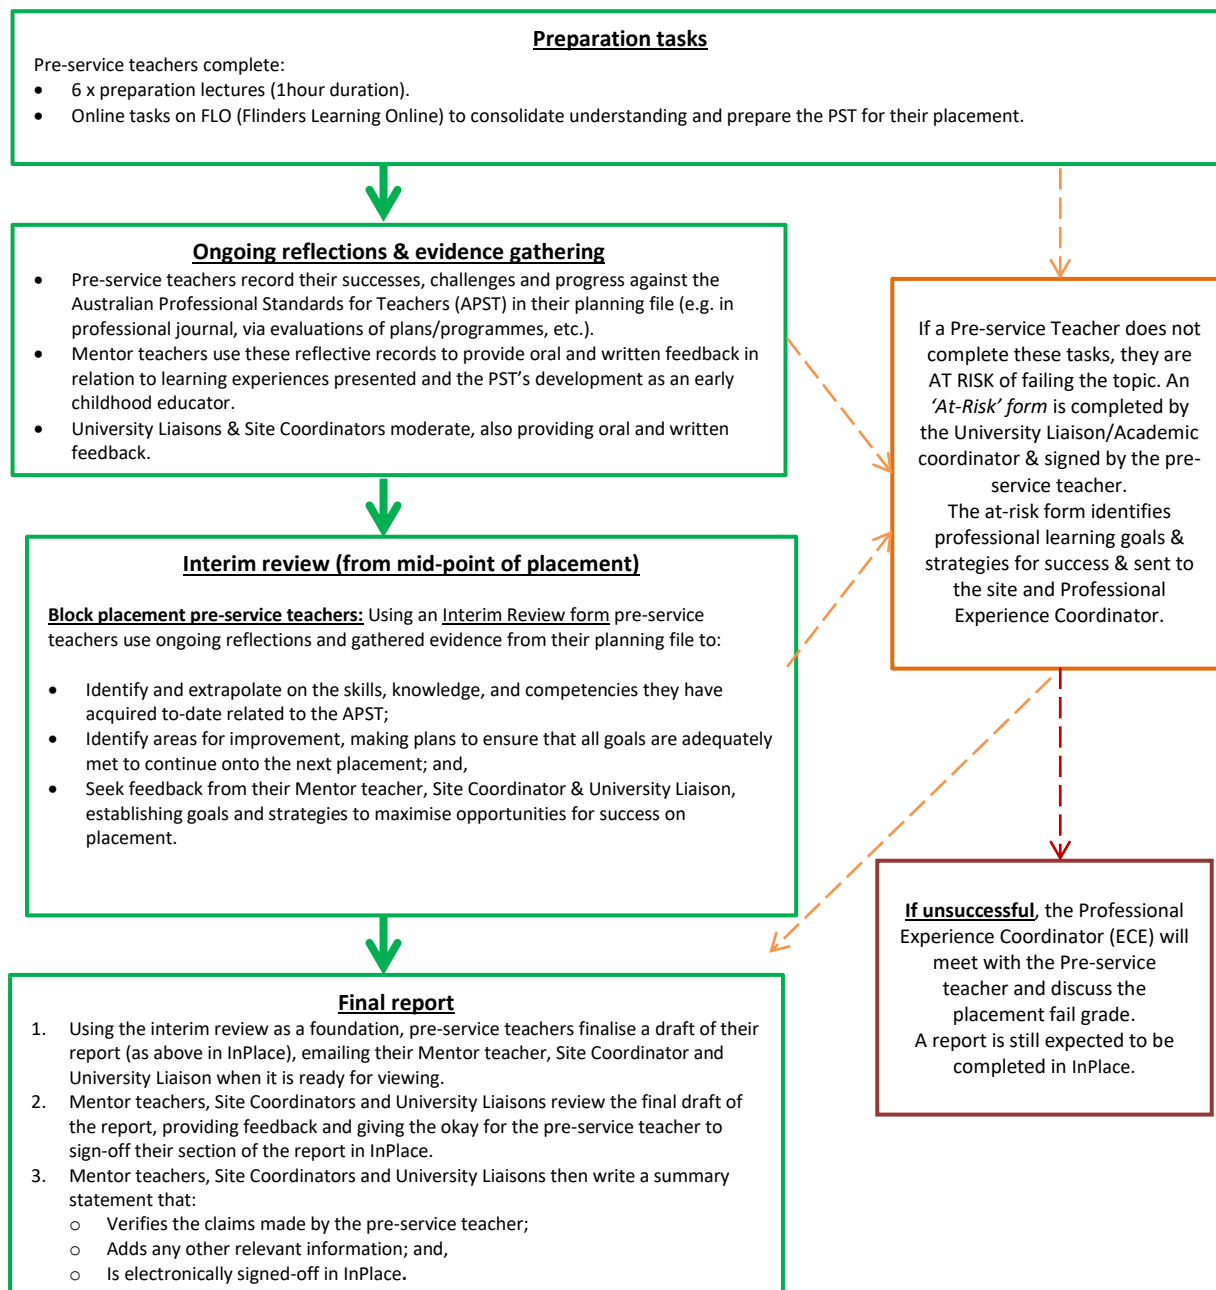 Preparation tasks
Pre-service teachers complete:
• 6 x preparation lectures (1hour duration).
• Online tasks on FLO (Flinders Learning Online) to consolidate understanding and prepare the PST for their placement.
Ongoing reflections & evidence gathering
• Pre-service teachers record their successes, challenges and progress against the
Australian Professional Standards for Teachers (APST) in their planning file (e.g. in
professional journal, via evaluations of plans/programmes, etc.).
• Mentor teachers use these reflective records to provide oral and written feedback in
relation to learning experiences presented and the PST’s development as an early
childhood educator.
• University Liaisons & Site Coordinators moderate, also providing oral and written
feedback.
If a Pre-service Teacher does not
complete these tasks, they are
AT RISK of failing the topic. An
‘At-Risk’ form is completed by
the University Liaison/Academic
coordinator & signed by the pre-
service teacher.
The at-risk form identifies
professional learning goals &
strategies for success & sent to
the site and Professional
Experience Coordinator.
Interim review (from mid-point of placement)
Block placement pre-service teachers: Using an Interim Review form pre-service
teachers use ongoing reflections and gathered evidence from their planning file to:
• Identify and extrapolate on the skills, knowledge, and competencies they have
acquired to-date related to the APST;
• Identify areas for improvement, making plans to ensure that all goals are adequately
met to continue onto the next placement; and,
• Seek feedback from their Mentor teacher, Site Coordinator & University Liaison,
establishing goals and strategies to maximise opportunities for success on
placement.
If unsuccessful, the Professional
Experience Coordinator (ECE) will
meet with the Pre-service
teacher and discuss the
placement fail grade.
A report is still expected to be
completed in InPlace.
Final report
1. Using the interim review as a foundation, pre-service teachers finalise a draft of their
report (as above in InPlace), emailing their Mentor teacher, Site Coordinator and
University Liaison when it is ready for viewing.
2. Mentor teachers, Site Coordinators and University Liaisons review the final draft of
the report, providing feedback and giving the okay for the pre-service teacher to
sign-off their section of the report in InPlace.
3. Mentor teachers, Site Coordinators and University Liaisons then write a summary
statement that:
o Verifies the claims made by the pre-service teacher;
o Adds any other relevant information; and,
o Is electronically signed-off in InPlace.